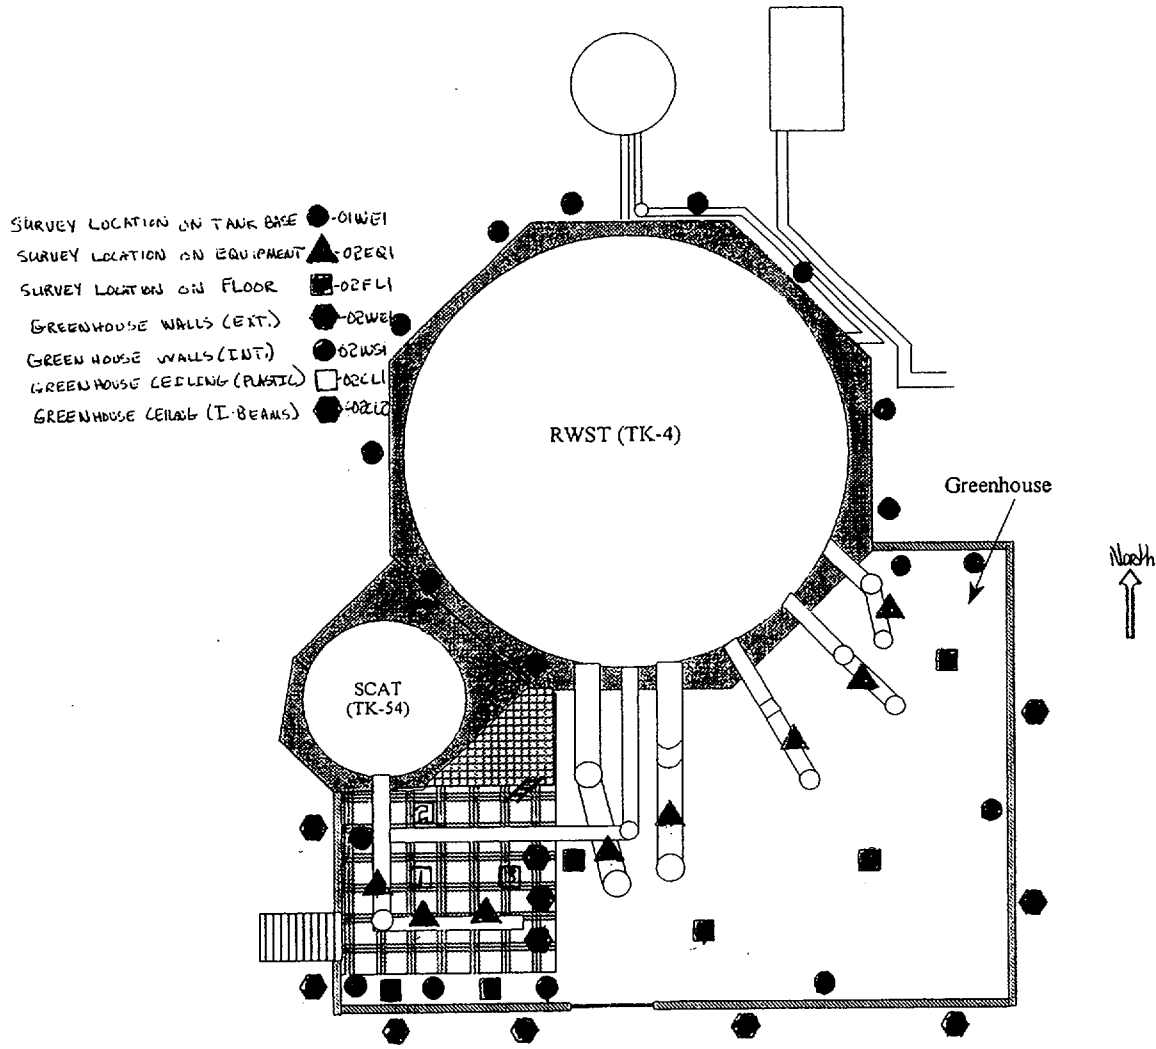 SURVEY LOCATION ON TANK BASE -01WE1
SURVEY LOCATION ON EQUIPMENT -02EQ1
SURVEY LOCATION ON FLOOR -02FL1
GREENHOUSE WALLS (EXT.) -02WE1
GREENHOUSE WALLS (INT.) 02WS1
GREENHOUSE CEILING (PLASTIC) -02CL1
GREENHOUSE CEILING (I-BEAMS) -02CL2
RWST (TK-4)
Greenhouse
North
SCAT
(TK-54)
2
1
3